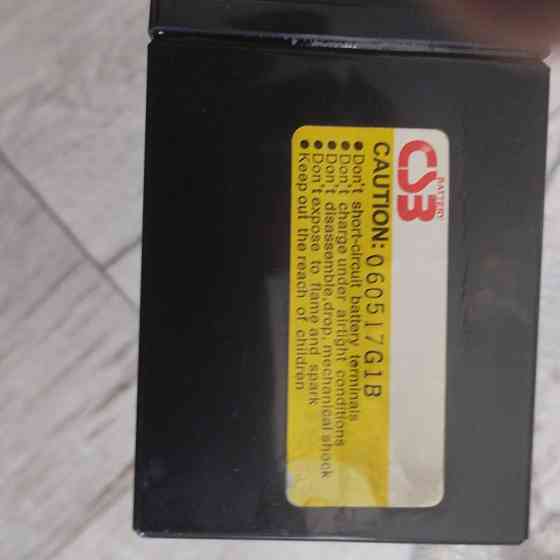 CSB
BATTERY
CAUTION: 060517G1B
● Don't short-circuit battery terminals
● Don't charge under airtight conditions
● Don't disassemble,drop, mechanical shock
● Don't expose to flame and spark
● Keep out the reach of children